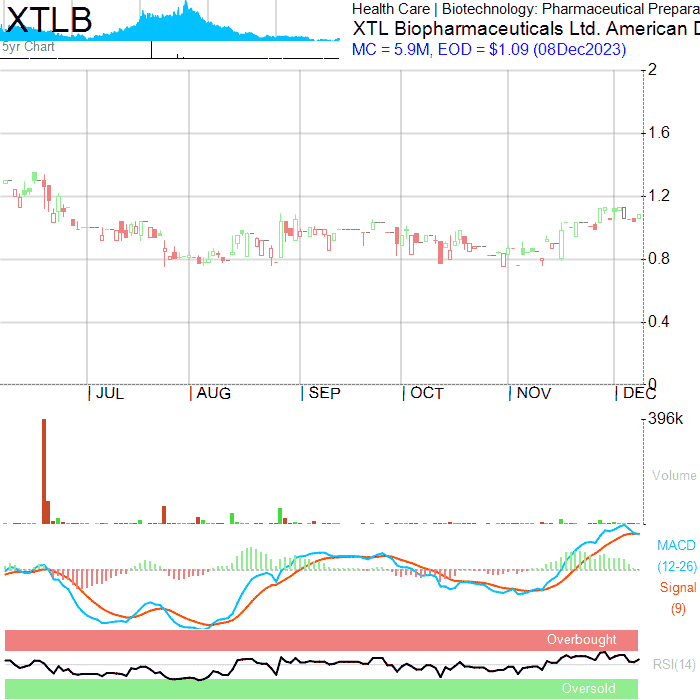 XTLB
5yr Chart
Health Care | Biotechnology: Pharmaceutical Prepara
XTL Biopharmaceuticals Ltd. American D
MC = 5.9M, EOD = $1.09 (08Dec2023)
2
1.6
1.2
0.8
0.4
0
JUL AUG SEP OCT NOV DEC
396k
Volume
MACD
(12-26)
Signal
(9)
Overbought
RSI(14)
Oversold